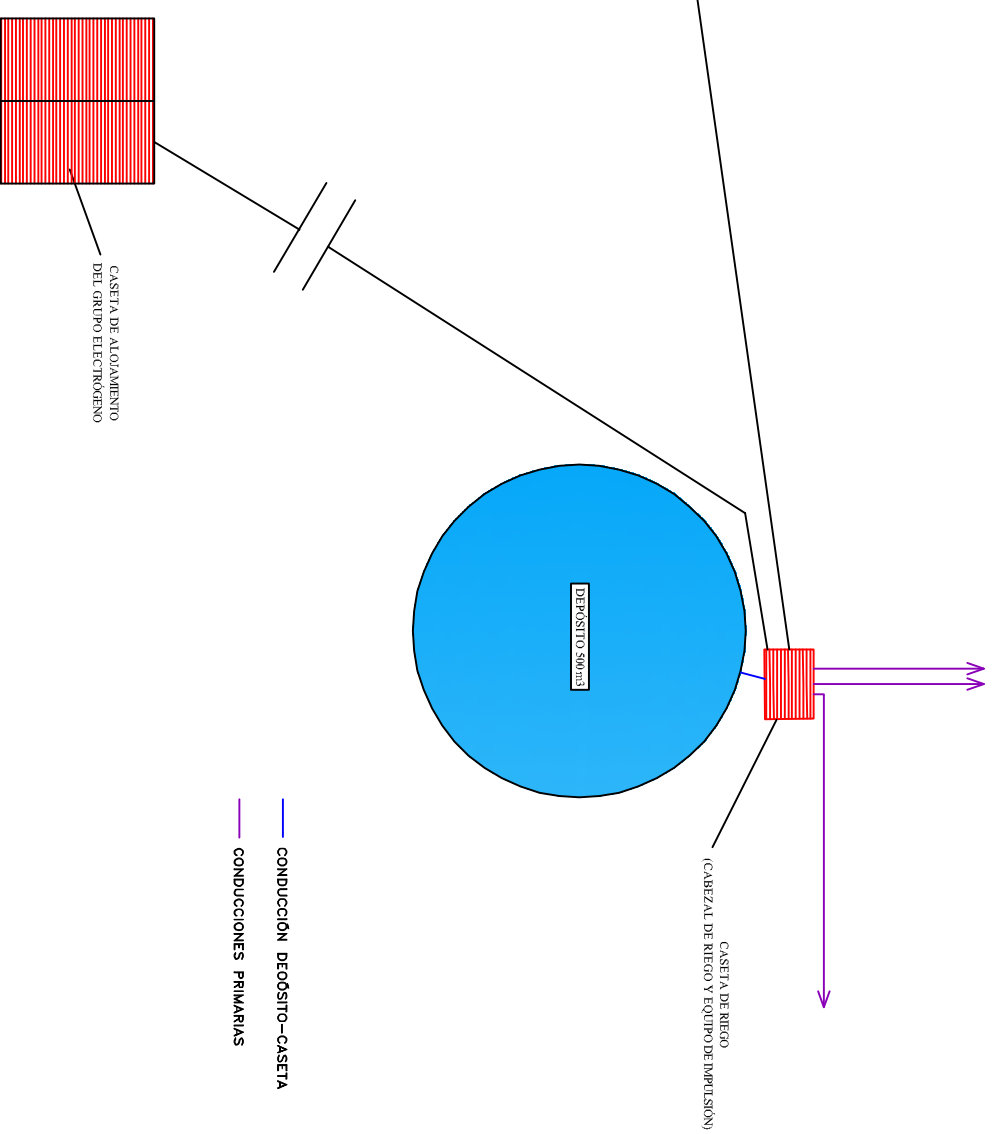 CASETA DE RIEGO
(CABEZAL DE RIEGO Y EQUIPO DE IMPULSIÓN)
DEPÓSITO 500 m3
CONDUCCIÓN DEOÓSITO-CASETA
CONDUCCIONES PRIMARIAS
CASETA DE ALOJAMIENTO
DEL GRUPO ELECTRÓGENO